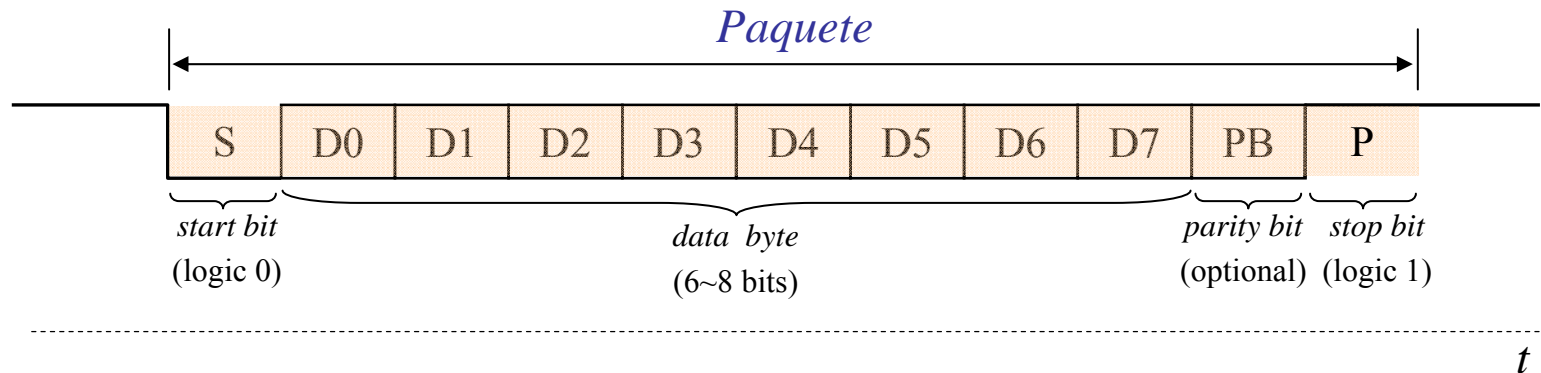 Paquete
S D0 D1 D2 D3 D4 D5 D6 D7 PB P
start bit data byte parity bit stop bit
(logic 0) (6~8 bits) (optional) (logic 1)
t